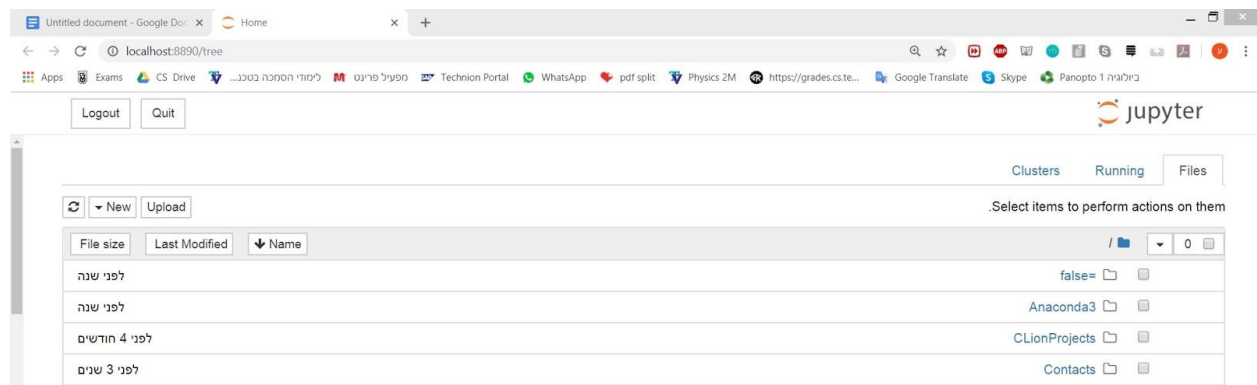 Untitled document - Google Doc
Home
localhost:8890/tree
Apps Exams CS Drive לימודי הסמכה בטכנ... מפעיל פרינט Technion Portal WhatsApp pdf split Physics 2M https://grades.cs.te... Google Translate Skype Panopto 1 ביולוגיה
Logout Quit jupyter
Clusters Running Files
New Upload .Select items to perform actions on them
File size Last Modified Name / 0
לפני שנה false=
לפני שנה Anaconda3
לפני 4 חודשים CLionProjects
לפני 3 שנים Contacts